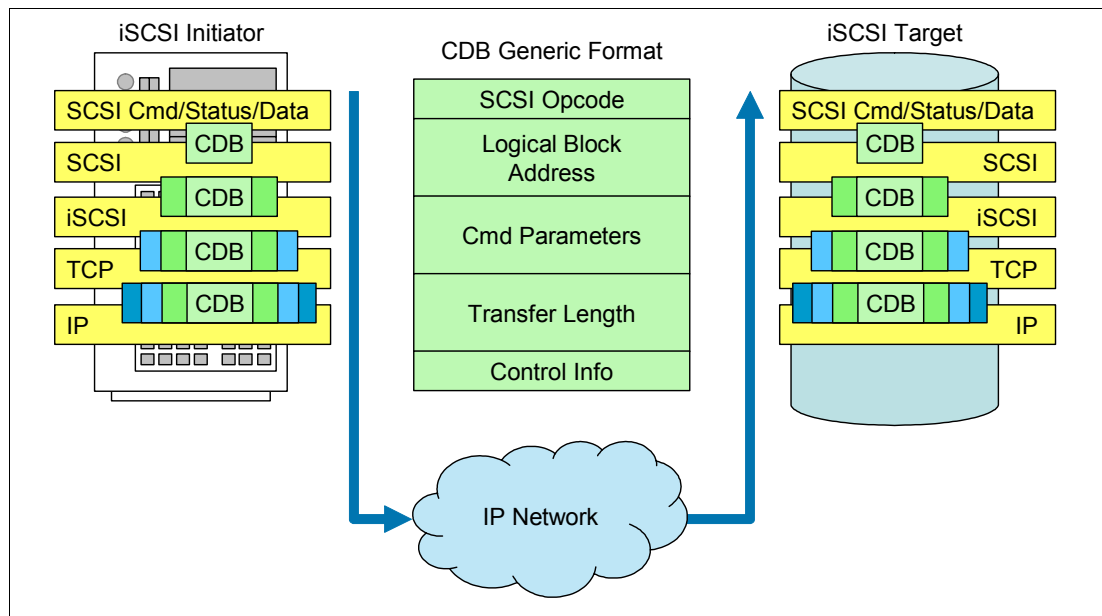 iSCSI Initiator
SCSI Cmd/Status/Data
CDB
SCSI
CDB
iSCSI
CDB
TCP
CDB
IP
CDB Generic Format
SCSI Opcode
Logical Block
Address
Cmd Parameters
Transfer Length
Control Info
IP Network
iSCSI Target
SCSI Cmd/Status/Data
CDB
SCSI
CDB
iSCSI
CDB
TCP
CDB
IP